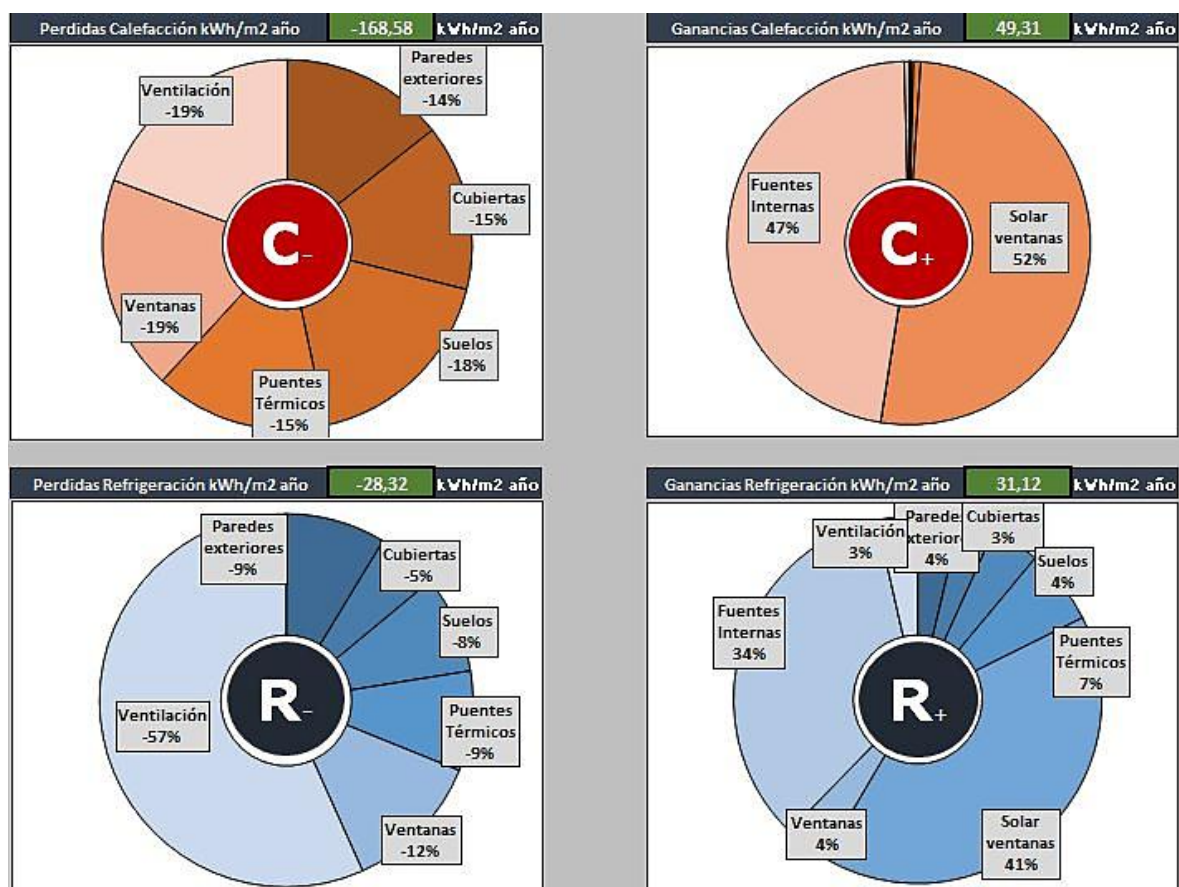 Perdidas Calefacción kWh/m2 año -168,58 kWh/m2 año
Ventilación
-19%
Paredes
exteriores
-14%
Cubiertas
-15%
C-
Ventanas
-19%
Suelos
-18%
Puentes
Térmicos
-15%
Ganancias Calefacción kWh/m2 año 49,31 kWh/m2 año
Fuentes
Internas
47%
C+
Solar
ventanas
52%
Perdidas Refrigeración kWh/m2 año -28,32 kWh/m2 año
Paredes
exteriores
-9%
Cubiertas
-5%
Suelos
-8%
R-
Ventilación
-57%
Puentes
Térmicos
-9%
Ventanas
-12%
Ganancias Refrigeración kWh/m2 año 31,12 kWh/m2 año
Ventilación
3%
Parede
xterior
4%
Cubiertas
3%
Suelos
4%
Fuentes
Internas
34%
R+
Puentes
Térmicos
7%
Ventanas
4%
Solar
ventanas
41%